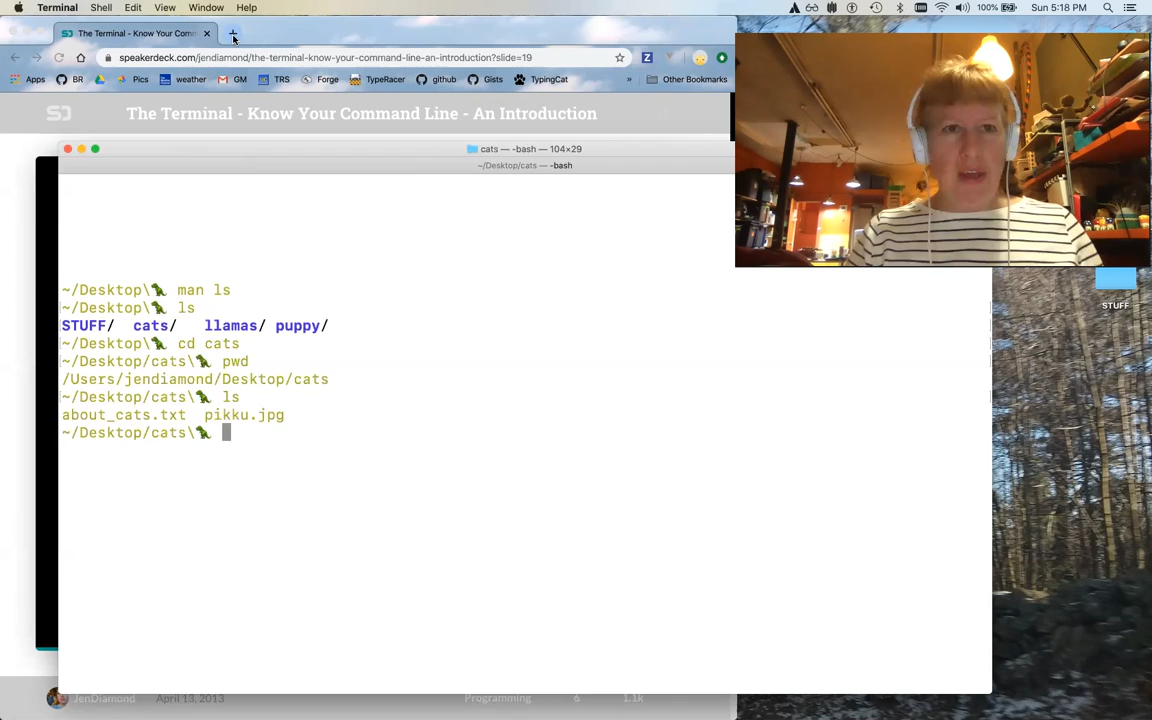 Terminal Shell Edit View Window Help 100% Sun 5:18 PM
The Terminal - Know Your Com
speakerdeck.com/jendiamond/the-terminal-know-your-command-line-an-introduction?slide=19
Apps BR Pics weather GM TRS Forge TypeRacer github Gists TypingCat » Other Bookmarks
The Terminal - Know Your Command Line - An Introduction
cats — -bash — 104×29
~/Desktop/cats — -bash
~/Desktop\ man ls
~/Desktop\ ls
STUFF/ cats/ llamas/ puppy/
~/Desktop\ cd cats
~/Desktop/cats\ pwd
/Users/jendiamond/Desktop/cats
~/Desktop/cats\ ls
about_cats.txt pikku.jpg
~/Desktop/cats\
STUFF
JenDiamond April 13, 2013 Programming 6 1.1k